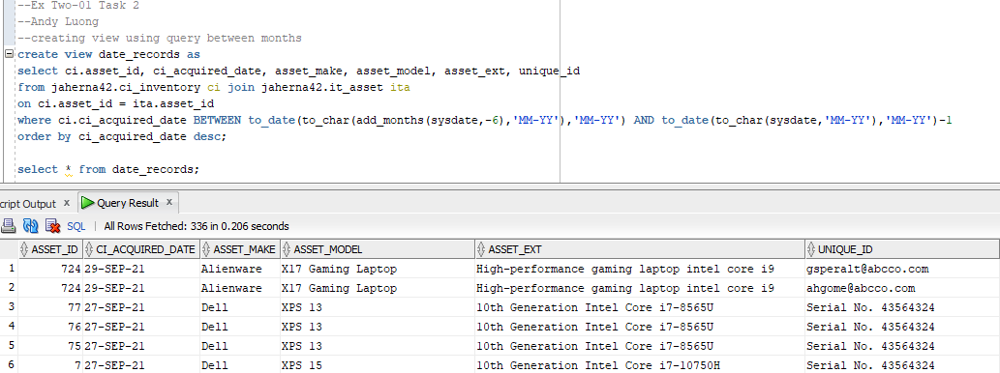 --Ex Two-01 Task 2
--Andy Luong
--creating view using query between months
create view date_records as
select ci.asset_id, ci_acquired_date, asset_make, asset_model, asset_ext, unique_id
from jaherna42.ci_inventory ci join jaherna42.it_asset ita
on ci.asset_id = ita.asset_id
where ci.ci_acquired_date BETWEEN to_date(to_char(add_months(sysdate,-6),'MM-YY'),'MM-YY') AND to_date(to_char(sysdate,'MM-YY'),'MM-YY')-1
order by ci_acquired_date desc;
select * from date_records;
cript Output x Query Result x
SQL | All Rows Fetched: 336 in 0.206 seconds
ASSET_ID CI_ACQUIRED_DATE ASSET_MAKE ASSET_MODEL ASSET_EXT UNIQUE_ID
1 724 29-SEP-21 Alienware X17 Gaming Laptop High-performance gaming laptop intel core i9 gsperalt@abcco.com
2 724 29-SEP-21 Alienware X17 Gaming Laptop High-performance gaming laptop intel core i9 ahgome@abcco.com
3 77 27-SEP-21 Dell XPS 13 10th Generation Intel Core i7-8565U Serial No. 43564324
4 76 27-SEP-21 Dell XPS 13 10th Generation Intel Core i7-8565U Serial No. 43564324
5 75 27-SEP-21 Dell XPS 13 10th Generation Intel Core i7-8565U Serial No. 43564324
6 7 27-SEP-21 Dell XPS 15 10th Generation Intel Core i7-10750H Serial No. 43564324